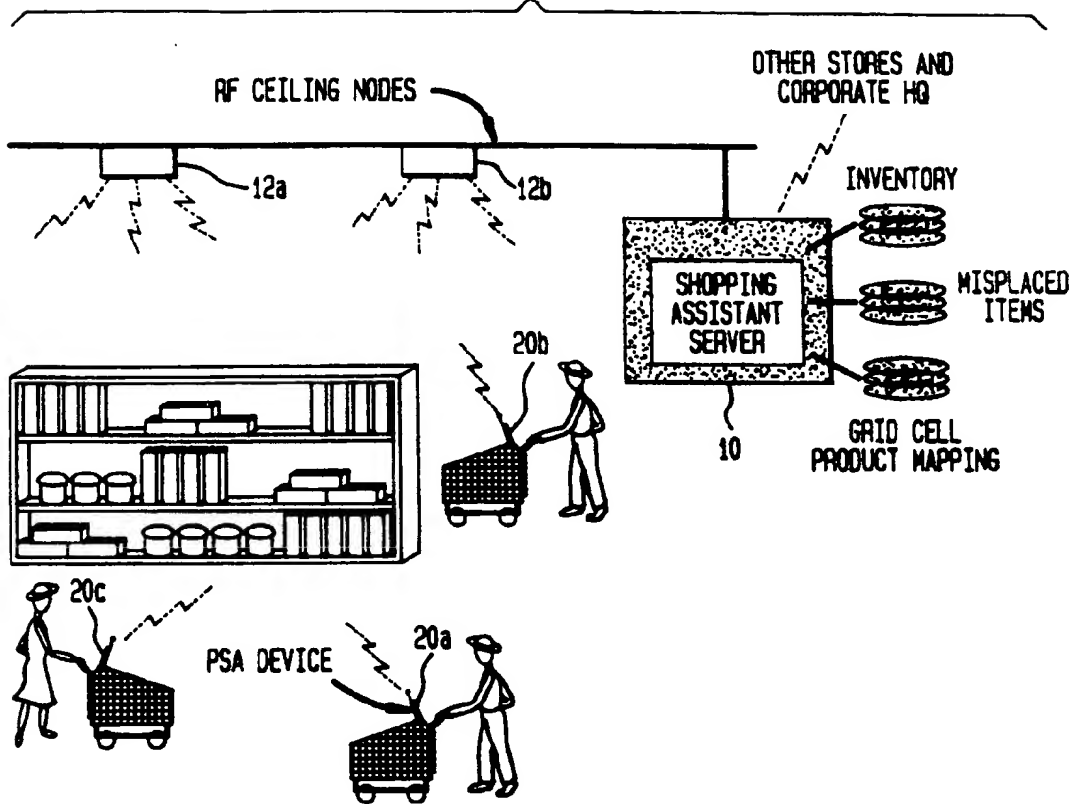 OTHER STORES AND
CORPORATE HQ
RF CEILING NODES
12a
12b
INVENTORY
SHOPPING
ASSISTANT
SERVER
MISPLACED
ITEMS
20b
10
GRID CELL
PRODUCT MAPPING
20c
20a
PSA DEVICE